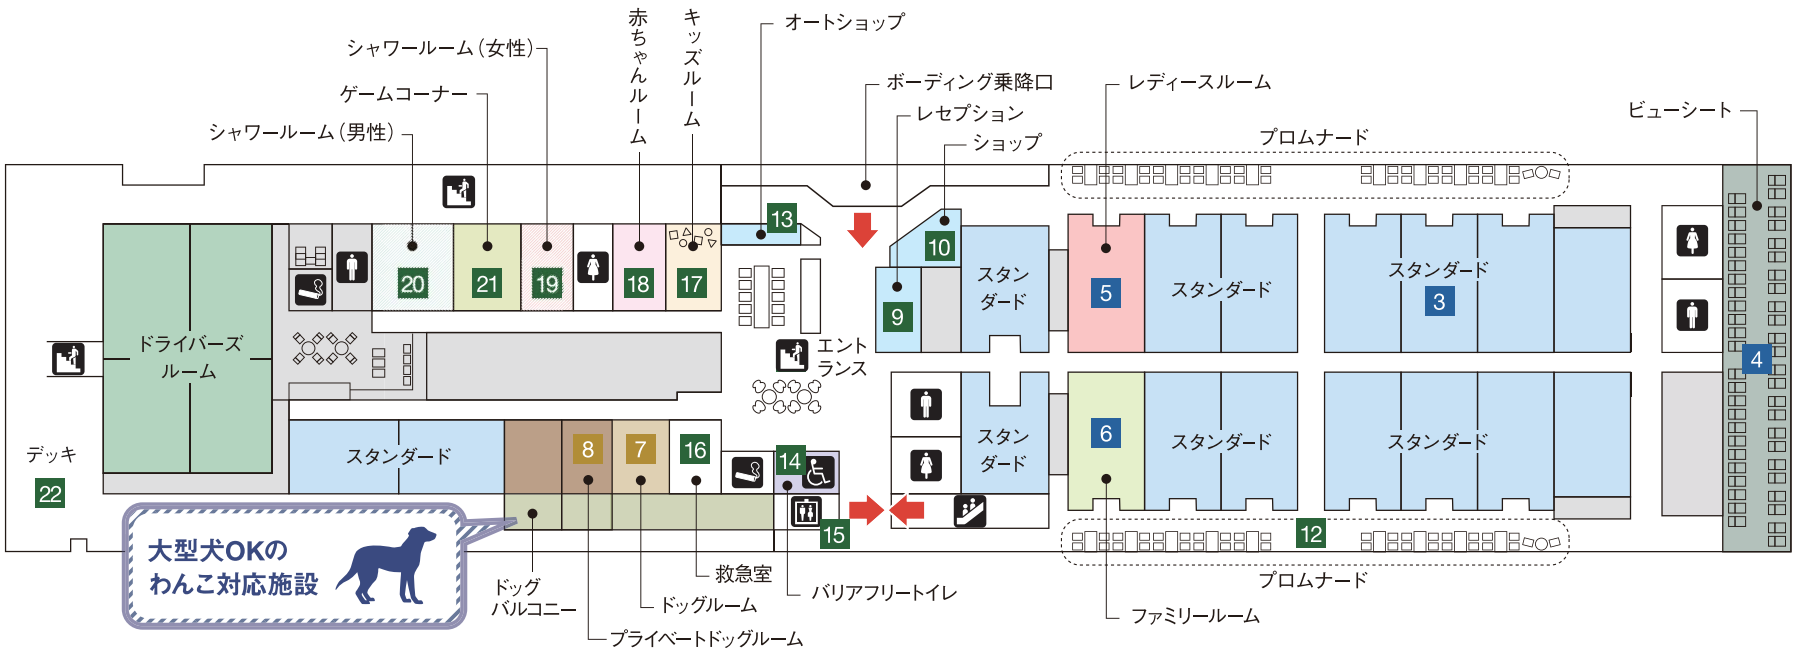 オートショップ
キッズルーム
赤ちゃんルーム
シャワールーム（女性）
ゲームコーナー
シャワールーム（男性）
ボーディング乗降口
レセプション
ショップ
レディースルーム
プロムナード
ビューシート
13
10
9
20
21
19
18
17
スタン
ダード
5
スタンダード
スタンダード
3
4
ドライバーズ
ルーム
エント
ランス
デッキ
22
スタンダード
8
7
16
14
15
スタン
ダード
6
スタンダード
スタンダード
12
大型犬OKの
わんこ対応施設
ドッグ
バルコニー
救急室
ドッグルーム
プライベートドッグルーム
バリアフリートイレ
プロムナード
ファミリールーム